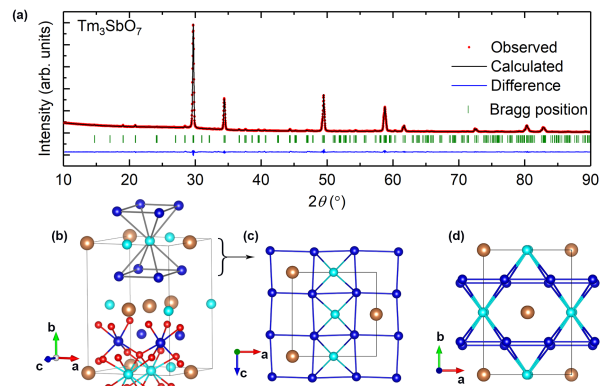 (a)
Tm₃SbO₇
Intensity (arb. units)
Observed
Calculated
Difference
Bragg position
10 20 30 40 50 60 70 80 90
2θ (°)
(b)
(c)
(d)
b
c
a
a
c
b
a